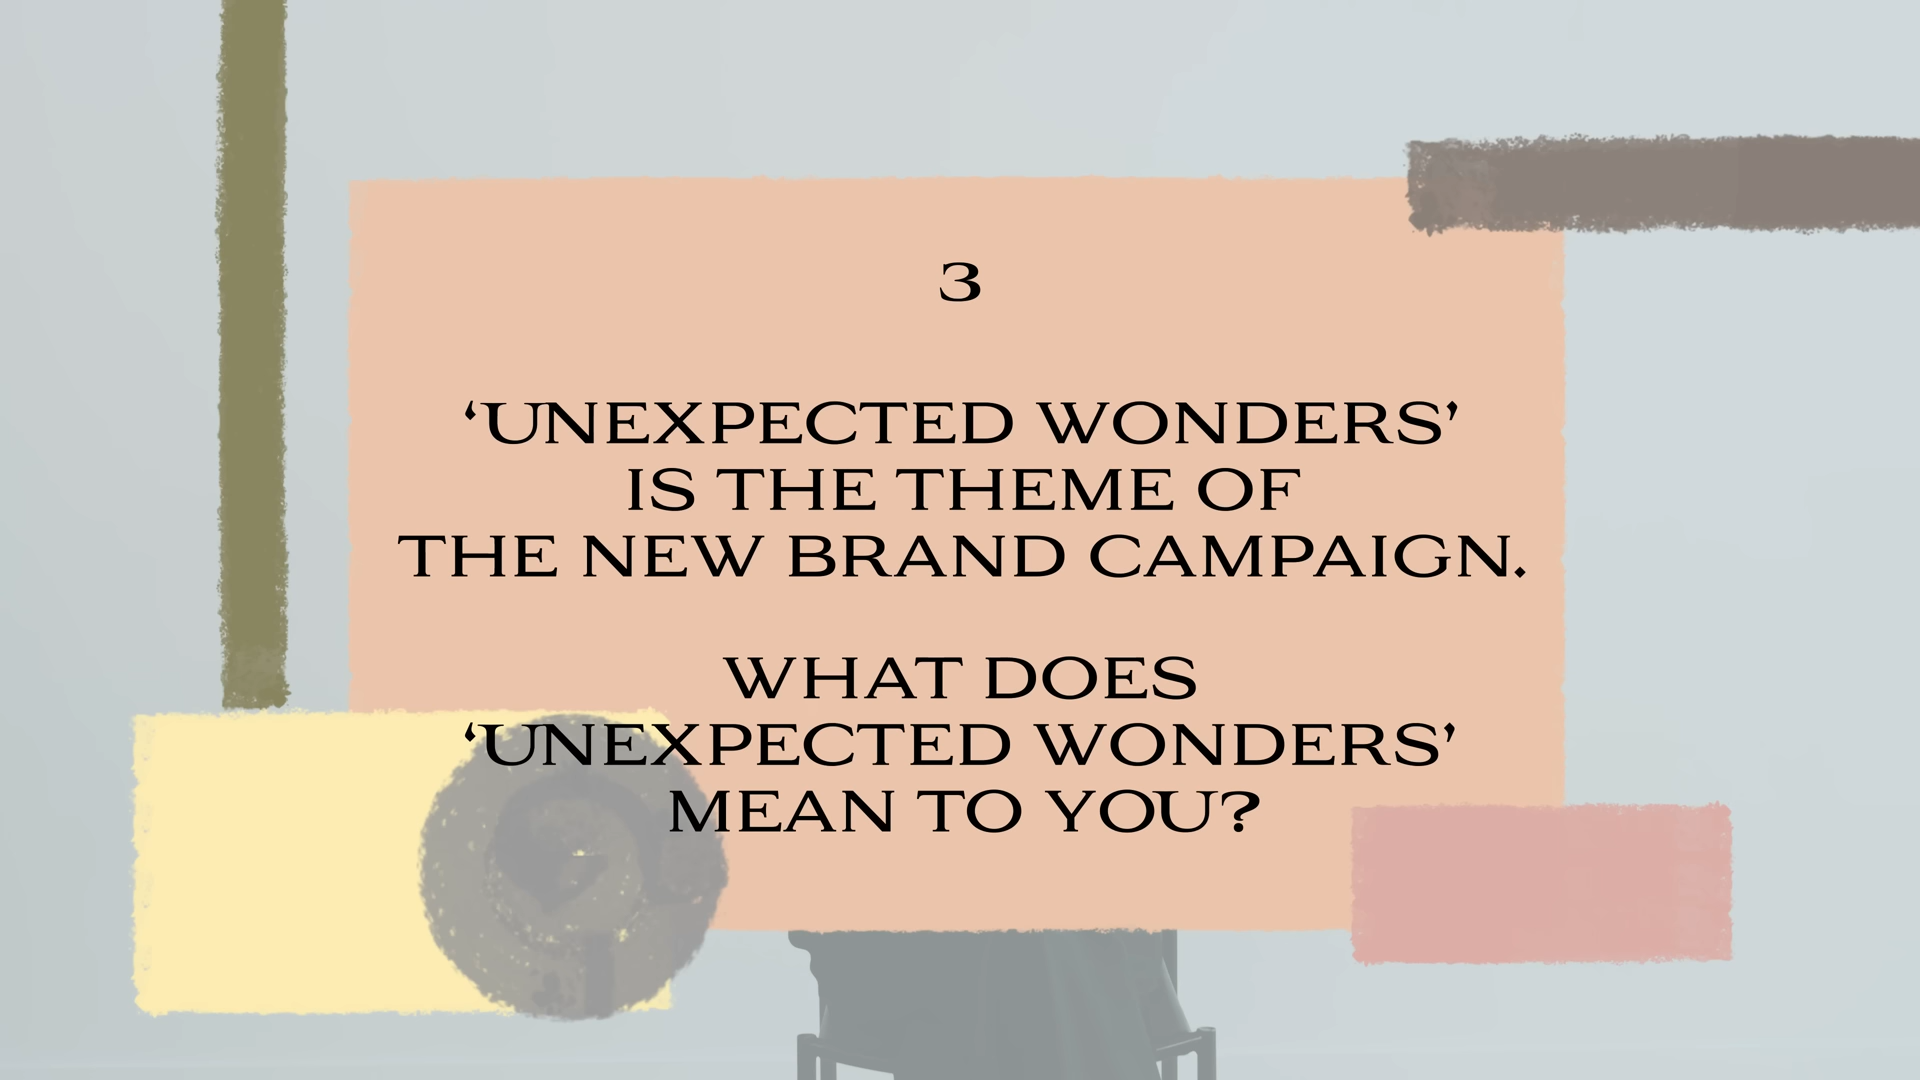 3
‘UNEXPECTED WONDERS’
IS THE THEME OF
THE NEW BRAND CAMPAIGN.
WHAT DOES
‘UNEXPECTED WONDERS’
MEAN TO YOU?